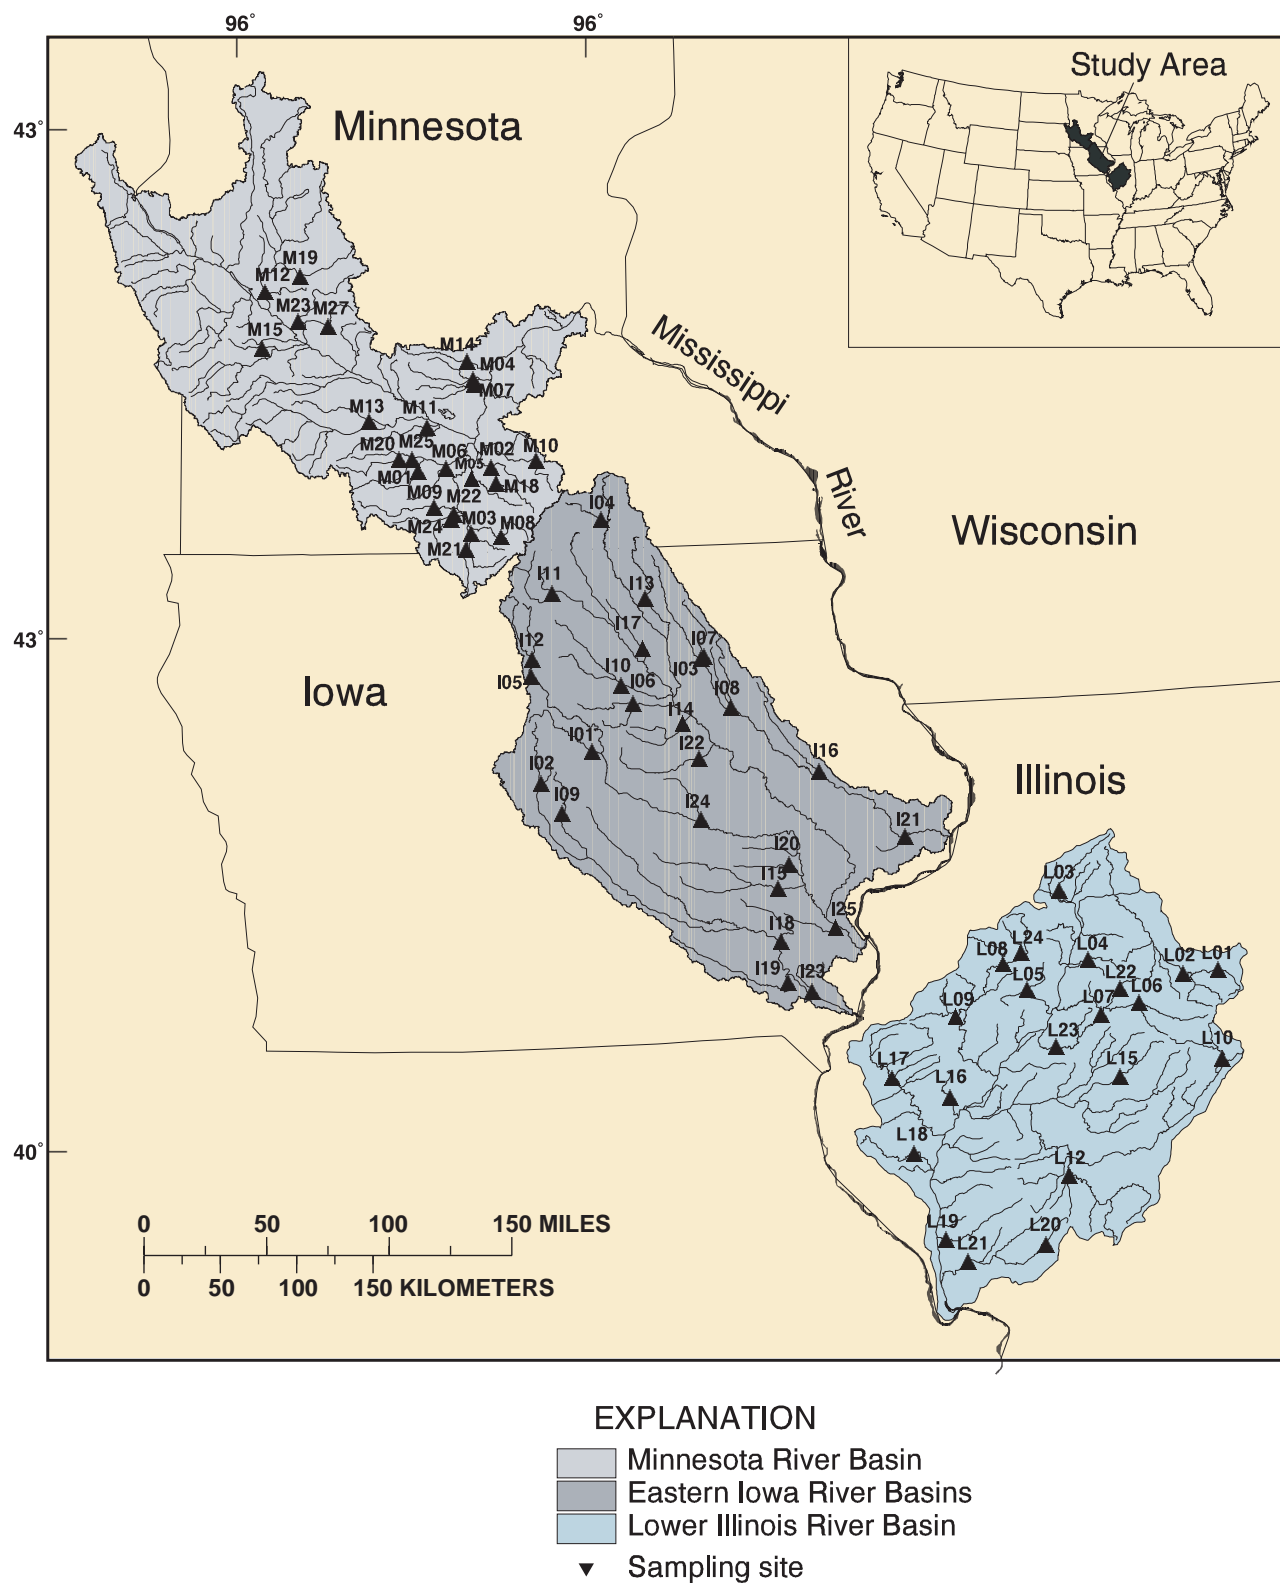 96°
96°
Study Area
43°
Minnesota
M19
M12
M23
M27
M15
M14
M04
M07
Mississippi
River
M13
M11
M20
M25
M06
M02
M10
M05
M01
M18
M09
M22
M24
M03
M08
M21
Wisconsin
I04
I11
I13
43°
I17
I12
I07
I10
I03
I05
I06
I08
Iowa
I14
I01
I22
I16
I02
I09
I24
I21
Illinois
I20
I15
I25
I18
I19
I23
L03
L24
L08
L04
L02
L01
L05
L22
L06
L09
L07
L23
L10
L17
L15
L16
40°
L18
L12
L19
L20
L21
0 50 100 150 MILES
0 50 100 150 KILOMETERS
EXPLANATION
Minnesota River Basin
Eastern Iowa River Basins
Lower Illinois River Basin
Sampling site